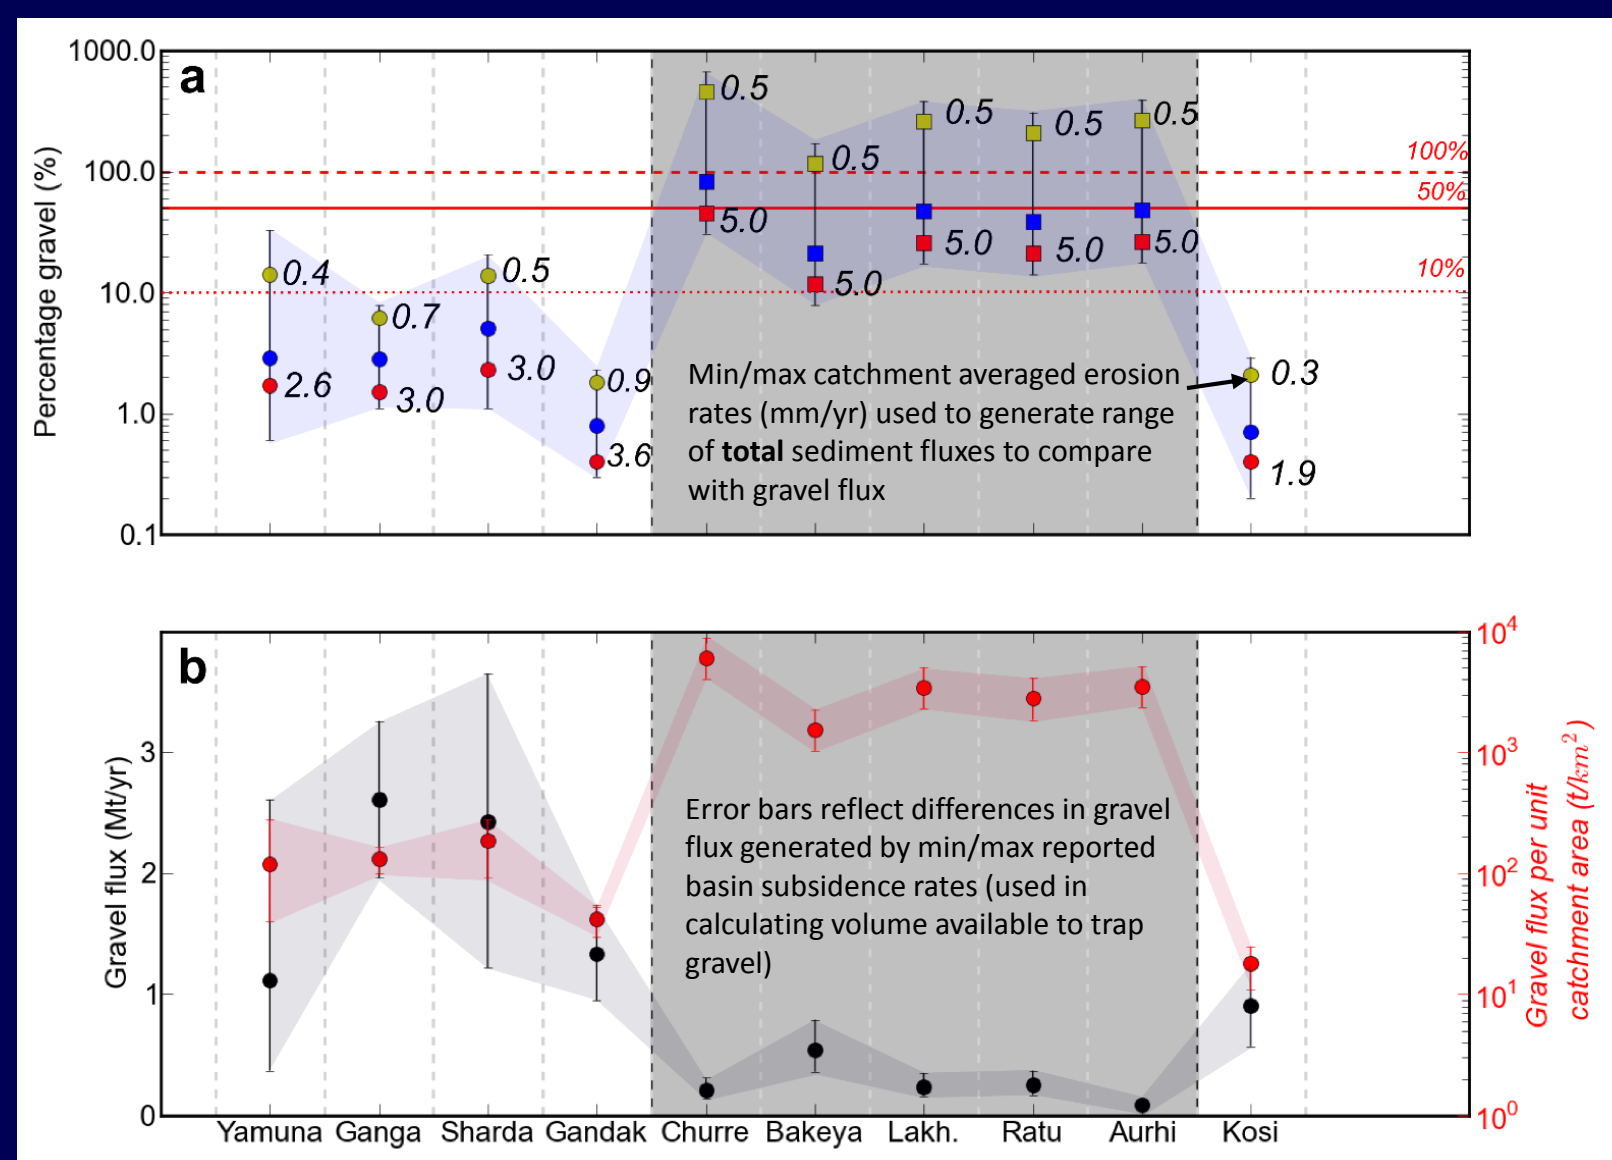 a
Percentage gravel (%)
1000.0
100.0
10.0
1.0
0.1
0.4
2.6
0.7
3.0
0.5
3.0
0.9
3.6
0.5
5.0
0.5
5.0
0.5
5.0
0.5
5.0
0.5
5.0
0.3
1.9
100%
50%
10%
Min/max catchment averaged erosion
rates (mm/yr) used to generate range
of total sediment fluxes to compare
with gravel flux
b
Gravel flux (Mt/yr)
3
2
1
0
Error bars reflect differences in gravel
flux generated by min/max reported
basin subsidence rates (used in
calculating volume available to trap
gravel)
10⁴
10³
10²
10¹
10⁰
Gravel flux per unit
catchment area (t/km²)
Yamuna Ganga Sharda Gandak Churre Bakeya Lakh. Ratu Aurhi Kosi